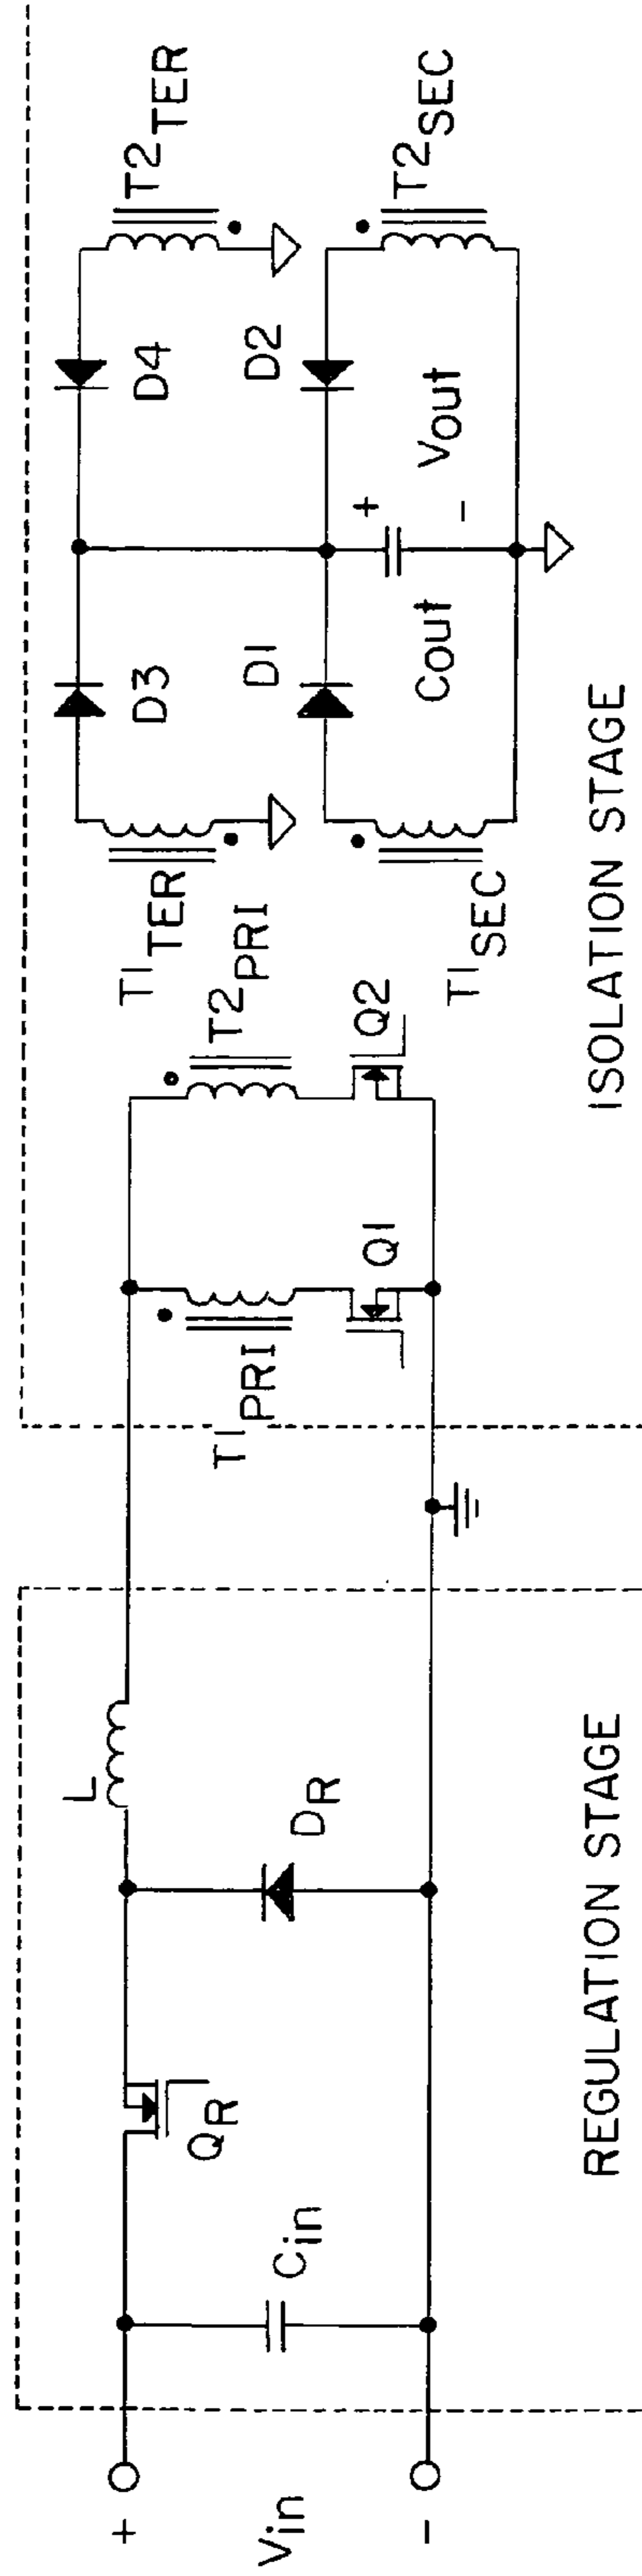 +
Vin
-
Cin
QR
DR
L
REGULATION STAGE
T1PRI
Q1
T2PRI
Q2
T1TER
T1SEC
D3
D1
Cout
+
-
Vout
D4
D2
T2TER
T2SEC
ISOLATION STAGE